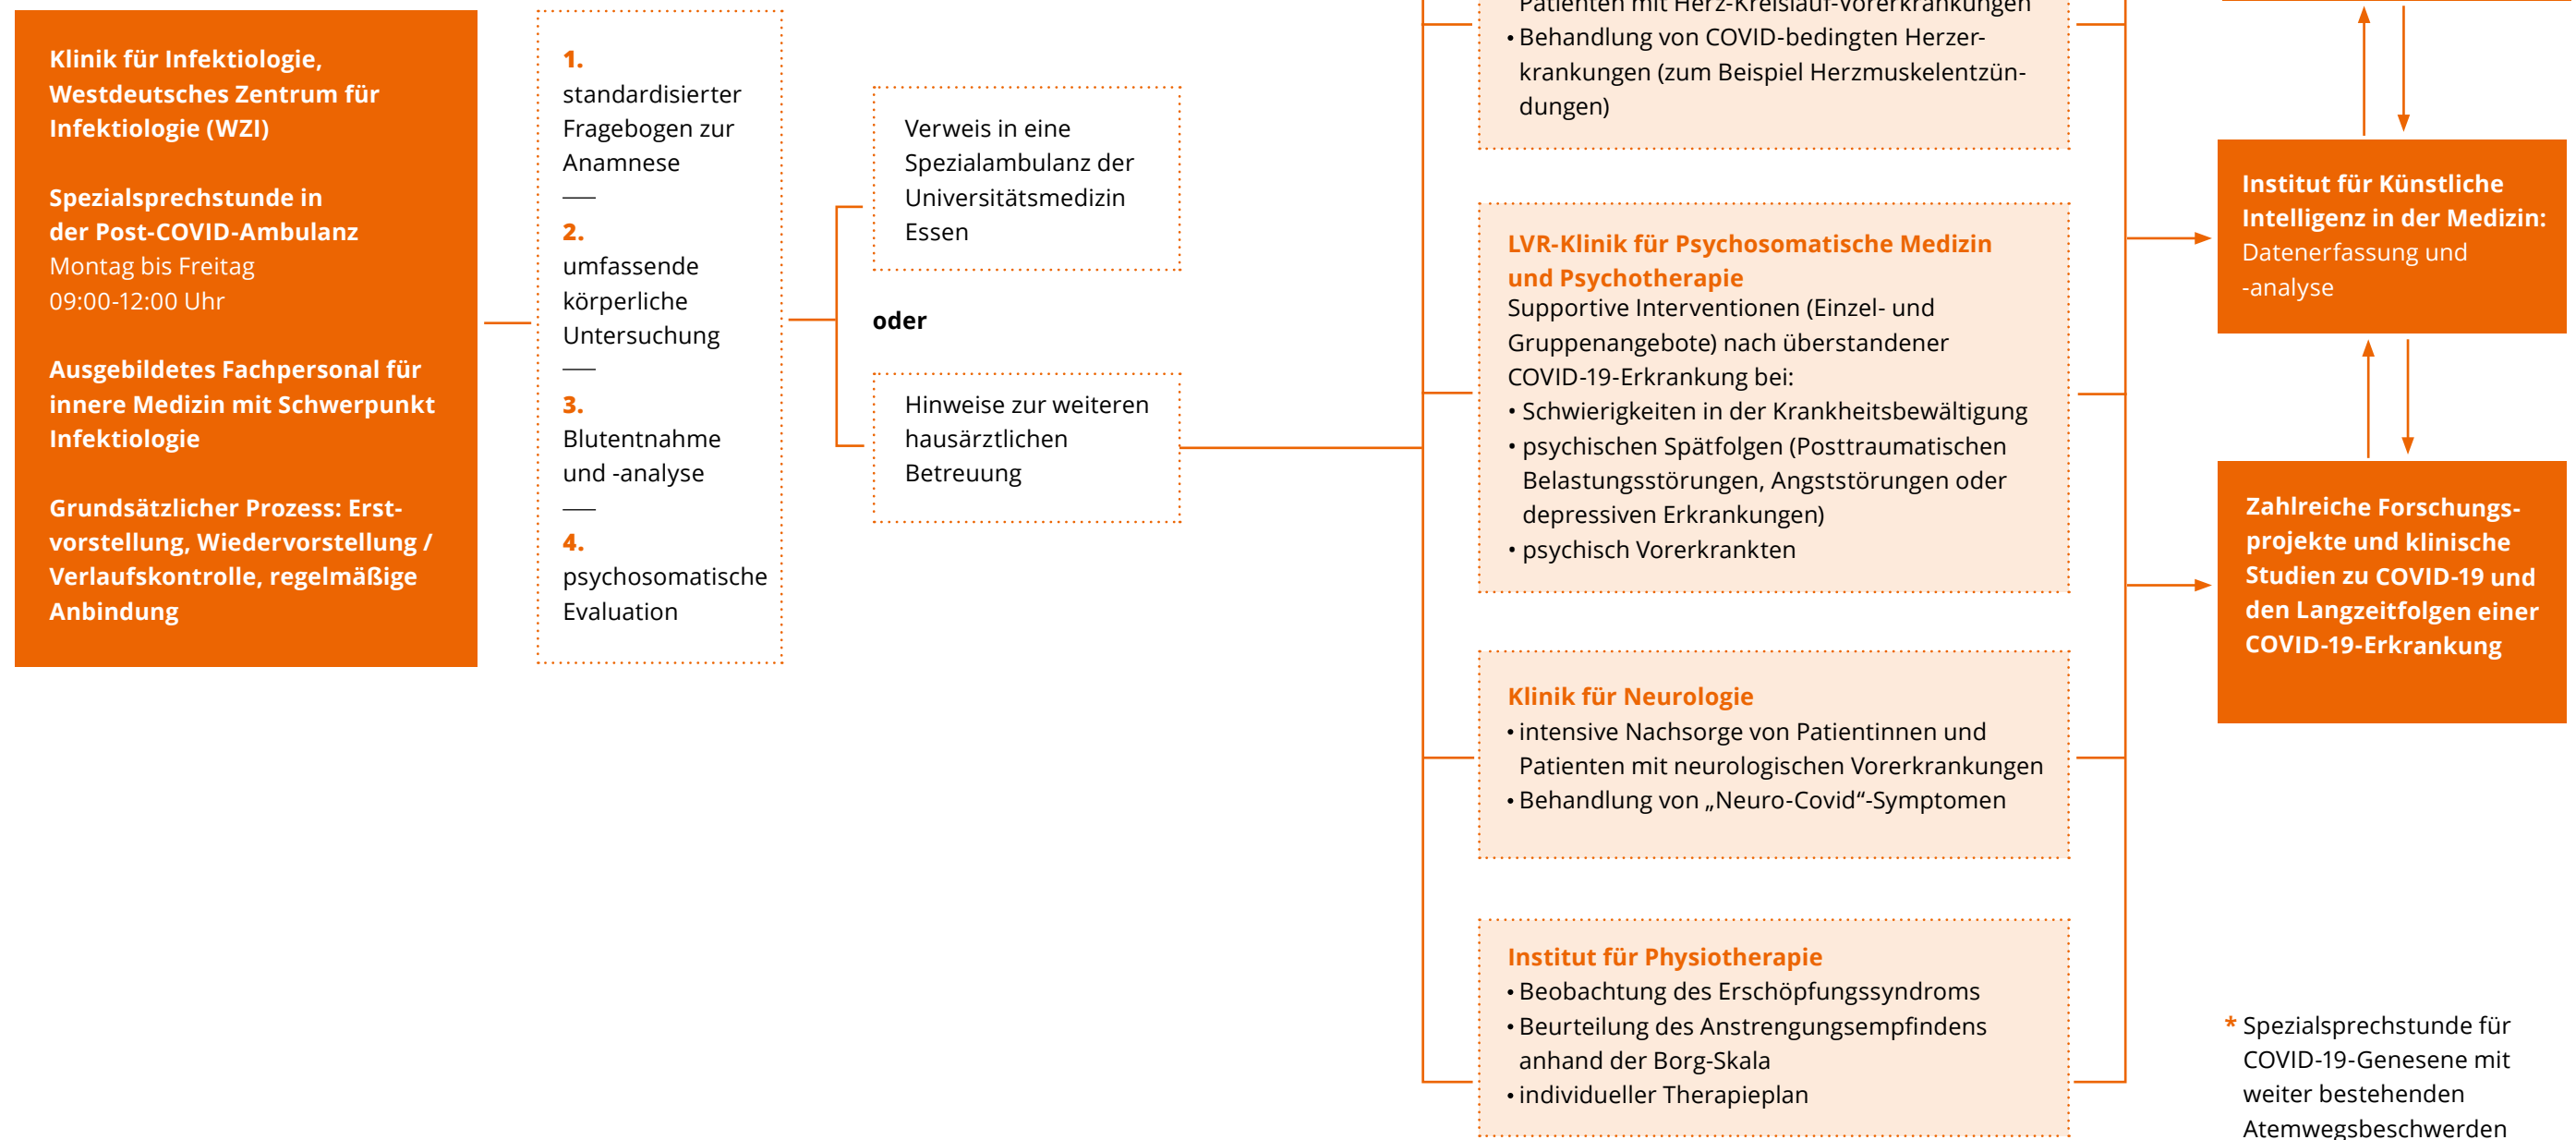 Klinik für Infektiologie,
Westdeutsches Zentrum für
Infektiologie (WZI)
Spezialsprechstunde in
der Post-COVID-Ambulanz
Montag bis Freitag
09:00-12:00 Uhr
Ausgebildetes Fachpersonal für
innere Medizin mit Schwerpunkt
Infektiologie
Grundsätzlicher Prozess: Erst-
vorstellung, Wiedervorstellung /
Verlaufskontrolle, regelmäßige
Anbindung
1.
standardisierter
Fragebogen zur
Anamnese
2.
umfassende
körperliche
Untersuchung
3.
Blutentnahme
und -analyse
4.
psychosomatische
Evaluation
Verweis in eine
Spezialambulanz der
Universitätsmedizin
Essen
oder
Hinweise zur weiteren
hausärztlichen
Betreuung
Patienten mit Herz-Kreislauf-Vorerkrankungen
• Behandlung von COVID-bedingten Herzer-
krankungen (zum Beispiel Herzmuskelentzün-
dungen)
LVR-Klinik für Psychosomatische Medizin
und Psychotherapie
Supportive Interventionen (Einzel- und
Gruppenangebote) nach überstandener
COVID-19-Erkrankung bei:
• Schwierigkeiten in der Krankheitsbewältigung
• psychischen Spätfolgen (Posttraumatischen
Belastungsstörungen, Angststörungen oder
depressiven Erkrankungen)
• psychisch Vorerkrankten
Klinik für Neurologie
• intensive Nachsorge von Patientinnen und
Patienten mit neurologischen Vorerkrankungen
• Behandlung von „Neuro-Covid“-Symptomen
Institut für Physiotherapie
• Beobachtung des Erschöpfungssyndroms
• Beurteilung des Anstrengungsempfindens
anhand der Borg-Skala
• individueller Therapieplan
Institut für Künstliche
Intelligenz in der Medizin:
Datenerfassung und
-analyse
Zahlreiche Forschungs-
projekte und klinische
Studien zu COVID-19 und
den Langzeitfolgen einer
COVID-19-Erkrankung
* Spezialsprechstunde für
COVID-19-Genesene mit
weiter bestehenden
Atemwegsbeschwerden